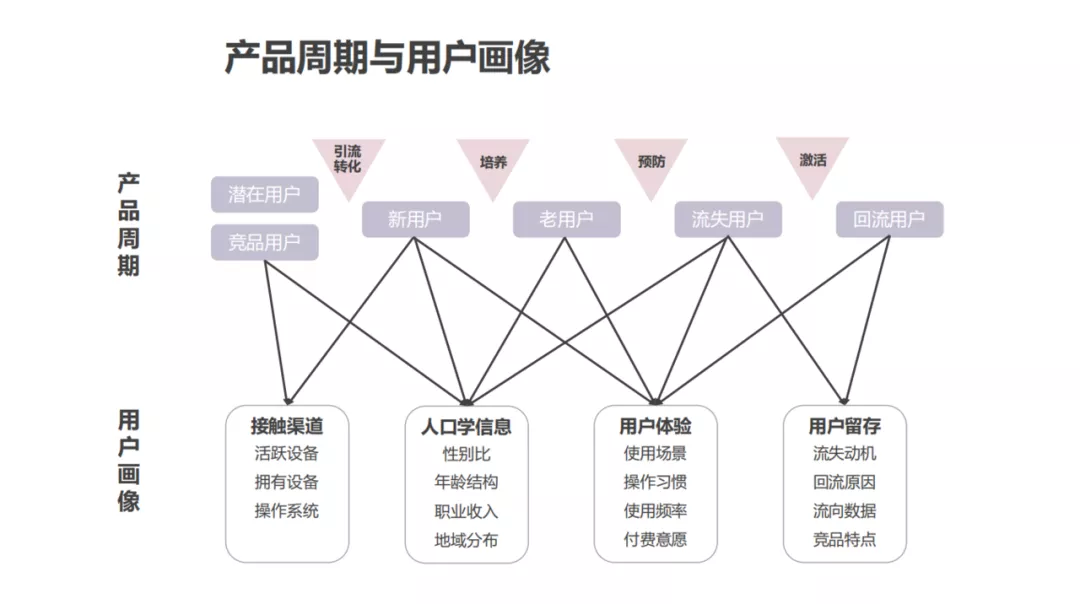 产品周期与用户画像
产品周期
引流
转化
培养
预防
激活
潜在用户
竞品用户
新用户
老用户
流失用户
回流用户
用户画像
接触渠道
活跃设备
拥有设备
操作系统
人口学信息
性别比
年龄结构
职业收入
地域分布
用户体验
使用场景
操作习惯
使用频率
付费意愿
用户留存
流失动机
回流原因
流向数据
竞品特点